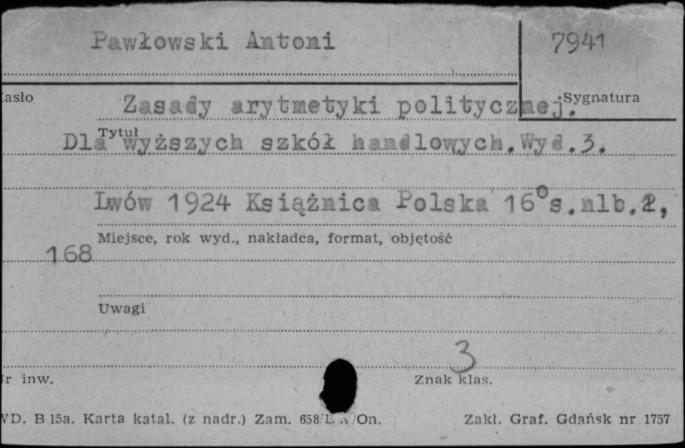 Pawłowski Antoni 7941
asło Zasady arytmetyki politycznej. Sygnatura
Tytuł
Dla wyższych szkół handlowych. Wyd.3.
Lwów 1924 Książnica Polska 16° s.nlb.2,
Miejsce, rok wyd., nakładca, format, objętość
168
Uwagi
3
r inw. Znak klas.
WD. B 15a. Karta katal. (z nadr.) Zam. 658 On. Zakł. Graf. Gdańsk nr 1757